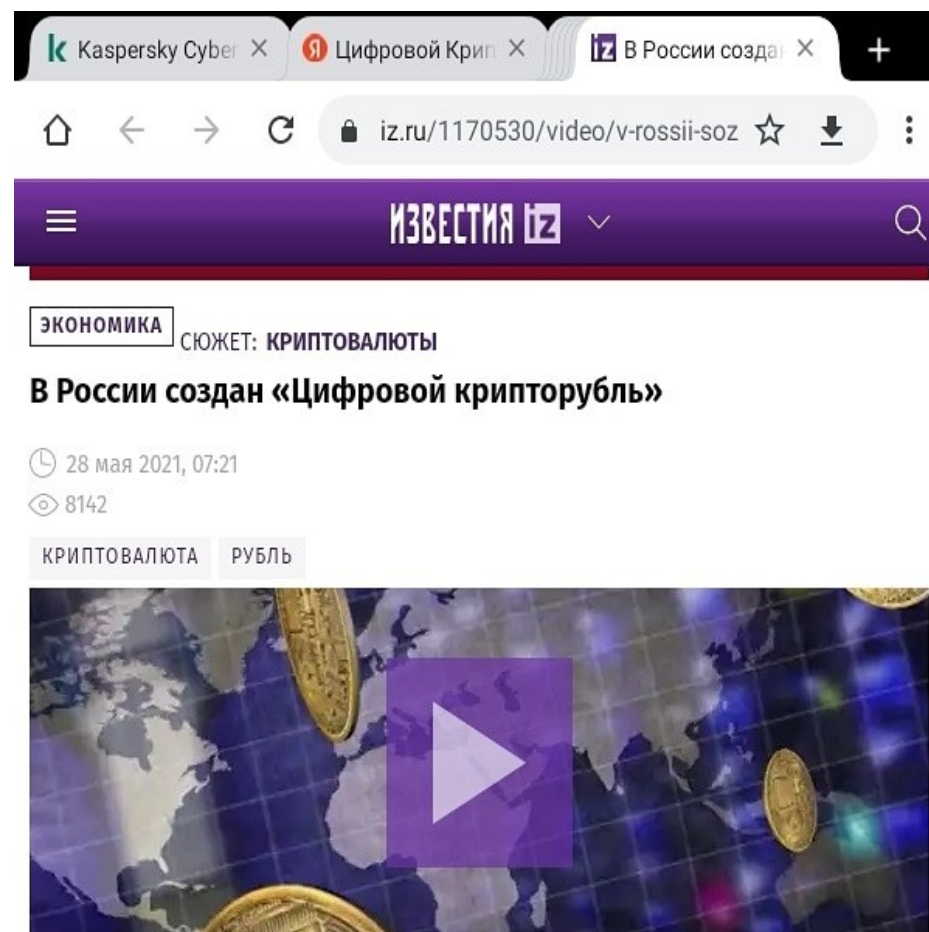 Kaspersky Cyber
Цифровой Крип
В России созда
iz.ru/1170530/video/v-rossii-soz
ИЗВЕСТИЯ iz
ЭКОНОМИКА
СЮЖЕТ: КРИПТОВАЛЮТЫ
В России создан «Цифровой крипторубль»
28 мая 2021, 07:21
8142
КРИПТОВАЛЮТА РУБЛЬ